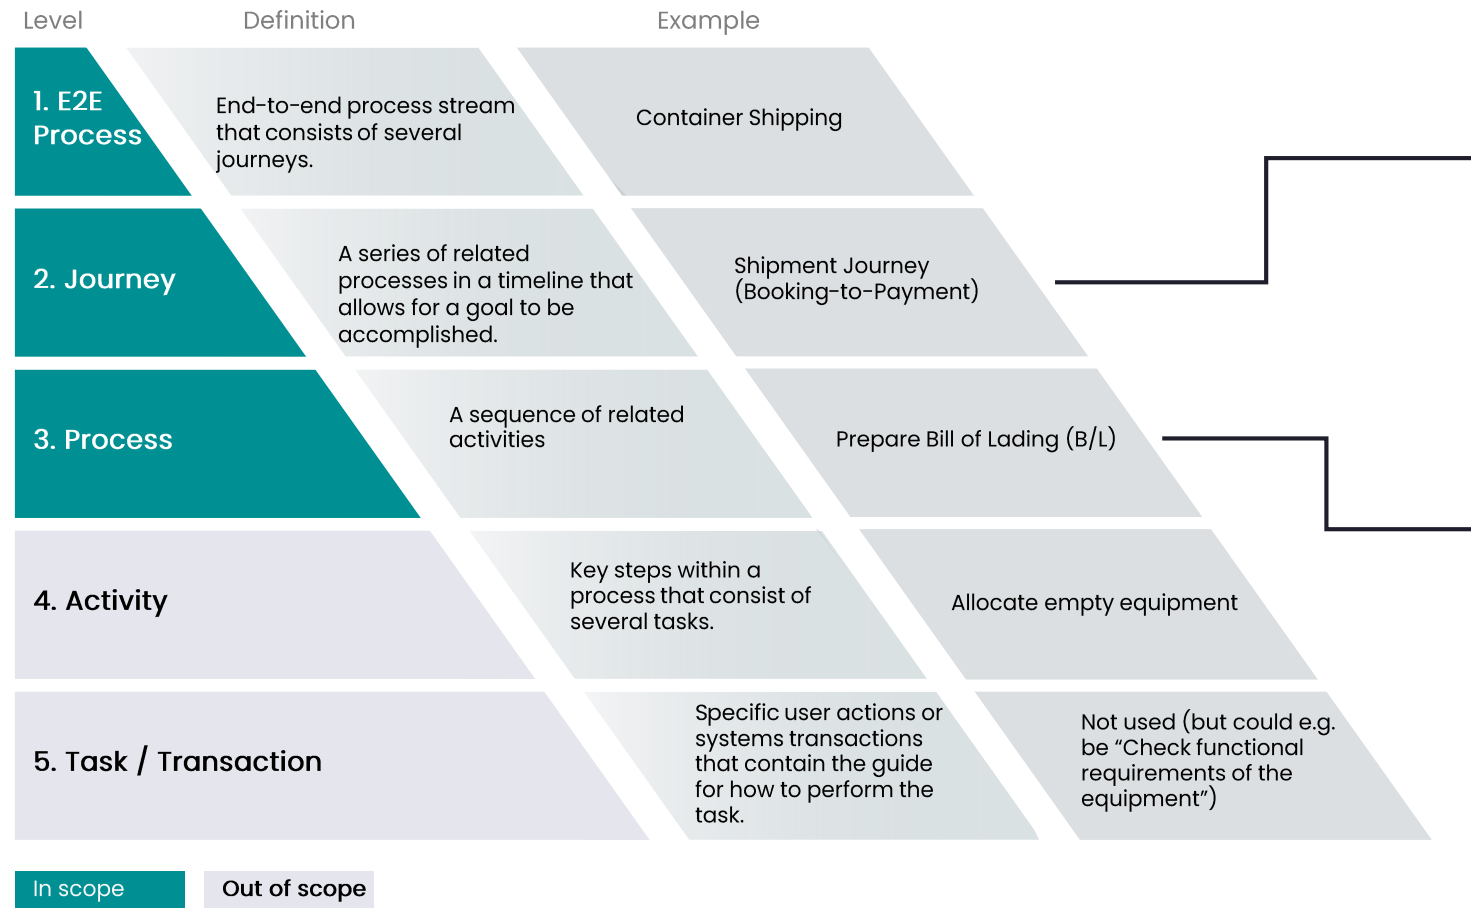 Level
Definition
Example
1. E2E
Process
End-to-end process stream
that consists of several
journeys.
Container Shipping
2. Journey
A series of related
processes in a timeline that
allows for a goal to be
accomplished.
Shipment Journey
(Booking-to-Payment)
3. Process
A sequence of related
activities
Prepare Bill of Lading (B/L)
4. Activity
Key steps within a
process that consist of
several tasks.
Allocate empty equipment
5. Task / Transaction
Specific user actions or
systems transactions
that contain the guide
for how to perform the
task.
Not used (but could e.g.
be “Check functional
requirements of the
equipment”)
In scope
Out of scope